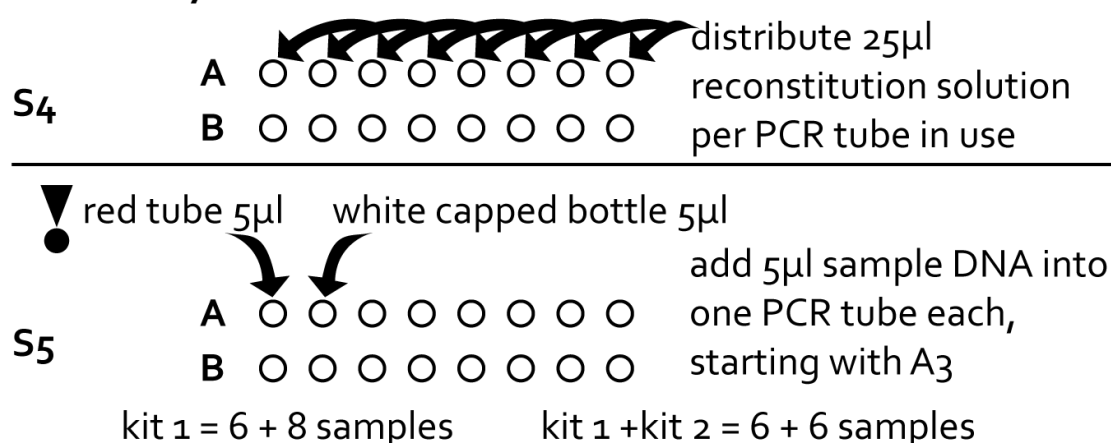 S4
A
B
distribute 25µl
reconstitution solution
per PCR tube in use
red tube 5µl white capped bottle 5µl
S5
A
B
add 5µl sample DNA into
one PCR tube each,
starting with A3
kit 1 = 6 + 8 samples kit 1 +kit 2 = 6 + 6 samples